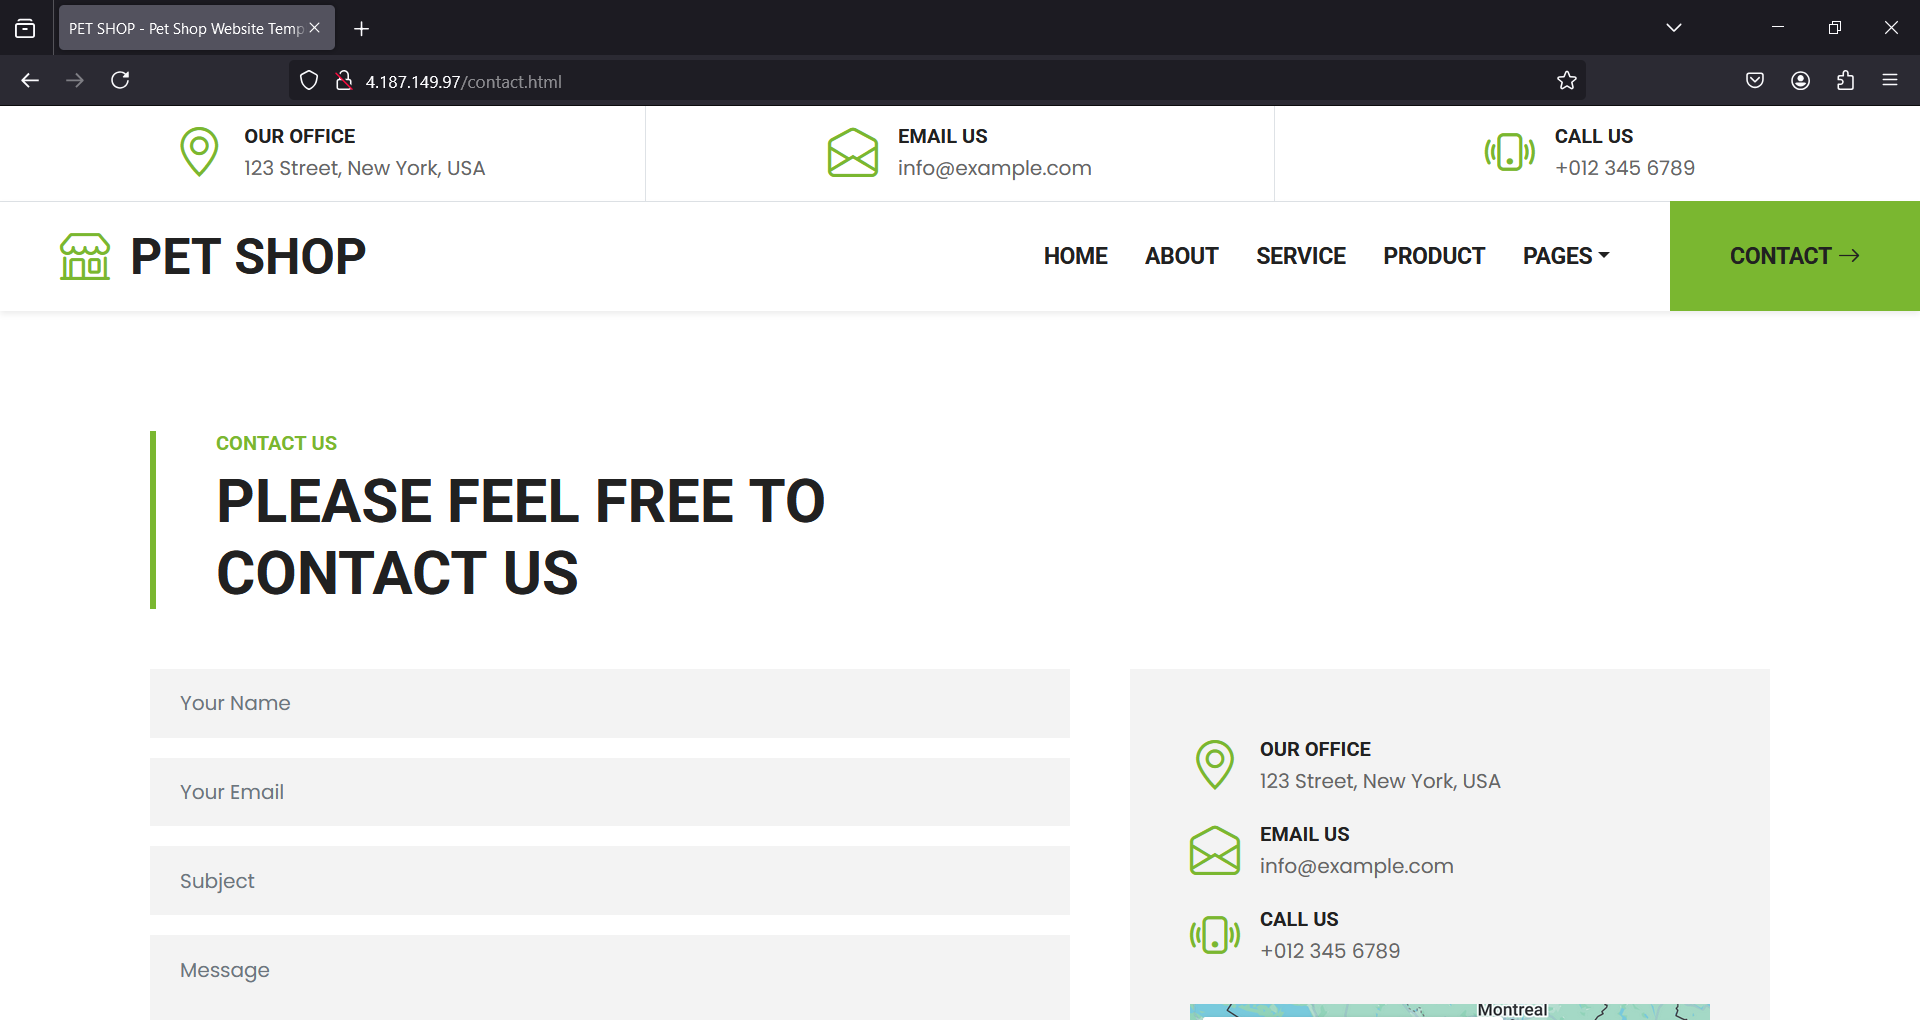 PET SHOP - Pet Shop Website Temp
4.187.149.97/contact.html
OUR OFFICE
123 Street, New York, USA
EMAIL US
info@example.com
CALL US
+012 345 6789
PET SHOP
HOME ABOUT SERVICE PRODUCT PAGES CONTACT
CONTACT US
PLEASE FEEL FREE TO
CONTACT US
Your Name
Your Email
Subject
Message
OUR OFFICE
123 Street, New York, USA
EMAIL US
info@example.com
CALL US
+012 345 6789
Montreal